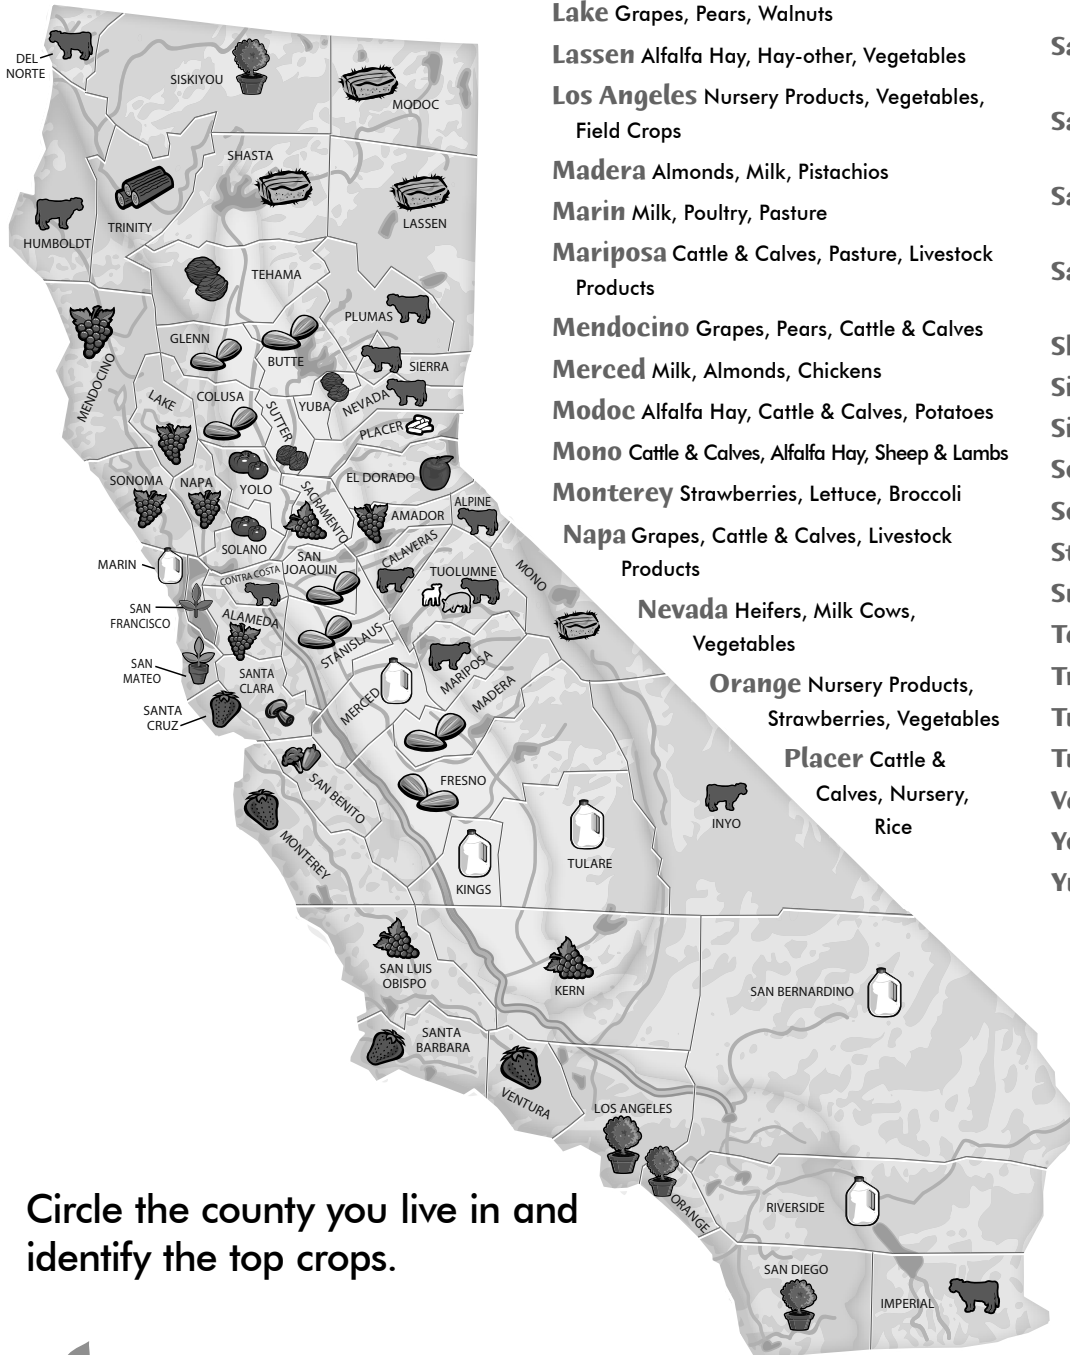 DEL
NORTE
SISKIYOU
MODOC
SHASTA
TRINITY
HUMBOLDT
LASSEN
TEHAMA
PLUMAS
GLENN
BUTTE
SIERRA
MENDOCINO
LAKE
COLUSA
SUTTER
YUBA
NEVADA
PLACER
SONOMA
NAPA
YOLO
SACRAMENTO
EL DORADO
ALPINE
AMADOR
SOLANO
CALAVERAS
MARIN
CONTRA COSTA
SAN
JOAQUIN
TUOLUMNE
MONO
SAN
FRANCISCO
ALAMEDA
STANISLAUS
SAN
MATEO
SANTA
CLARA
MERCED
MARIPOSA
MADERA
SANTA
CRUZ
SAN BENITO
FRESNO
INYO
MONTEREY
KINGS
TULARE
SAN LUIS
OBISPO
KERN
SAN BERNARDINO
SANTA
BARBARA
VENTURA
LOS ANGELES
ORANGE
RIVERSIDE
SAN DIEGO
IMPERIAL
Lake Grapes, Pears, Walnuts
Lassen Alfalfa Hay, Hay-other, Vegetables
Los Angeles Nursery Products, Vegetables,
Field Crops
Madera Almonds, Milk, Pistachios
Marin Milk, Poultry, Pasture
Mariposa Cattle & Calves, Pasture, Livestock
Products
Mendocino Grapes, Pears, Cattle & Calves
Merced Milk, Almonds, Chickens
Modoc Alfalfa Hay, Cattle & Calves, Potatoes
Mono Cattle & Calves, Alfalfa Hay, Sheep & Lambs
Monterey Strawberries, Lettuce, Broccoli
Napa Grapes, Cattle & Calves, Livestock
Products
Nevada Heifers, Milk Cows,
Vegetables
Orange Nursery Products,
Strawberries, Vegetables
Placer Cattle &
Calves, Nursery,
Rice
Circle the county you live in and
identify the top crops.